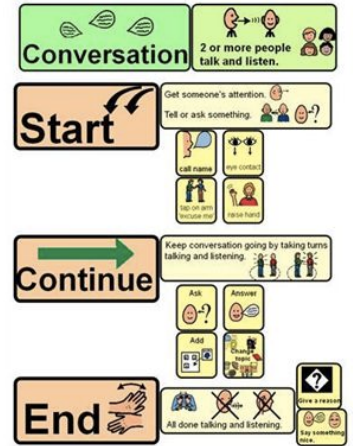 Conversation
2 or more people
talk and listen.
Start
Get someone's attention.
Tell or ask something.
?
call name
eye contact
tap on arm
'excuse me'
raise hand
Continue
Keep conversation going by taking turns
talking and listening.
Ask
Answer
?
Add
Change
topic
End
All done talking and listening.
?
Give a reason
Say something
nice.